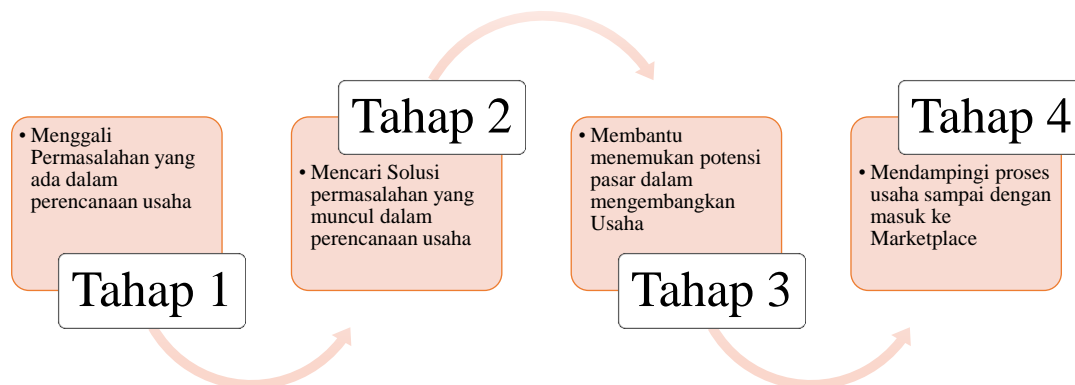 • Menggali
Permasalahan yang
ada dalam
perencanaan usaha
Tahap 1
Tahap 2
• Mencari Solusi
permasalahan yang
muncul dalam
perencanaan usaha
• Membantu
menemukan potensi
pasar dalam
mengembangkan
Usaha
Tahap 3
Tahap 4
• Mendampingi proses
usaha sampai dengan
masuk ke
Marketplace